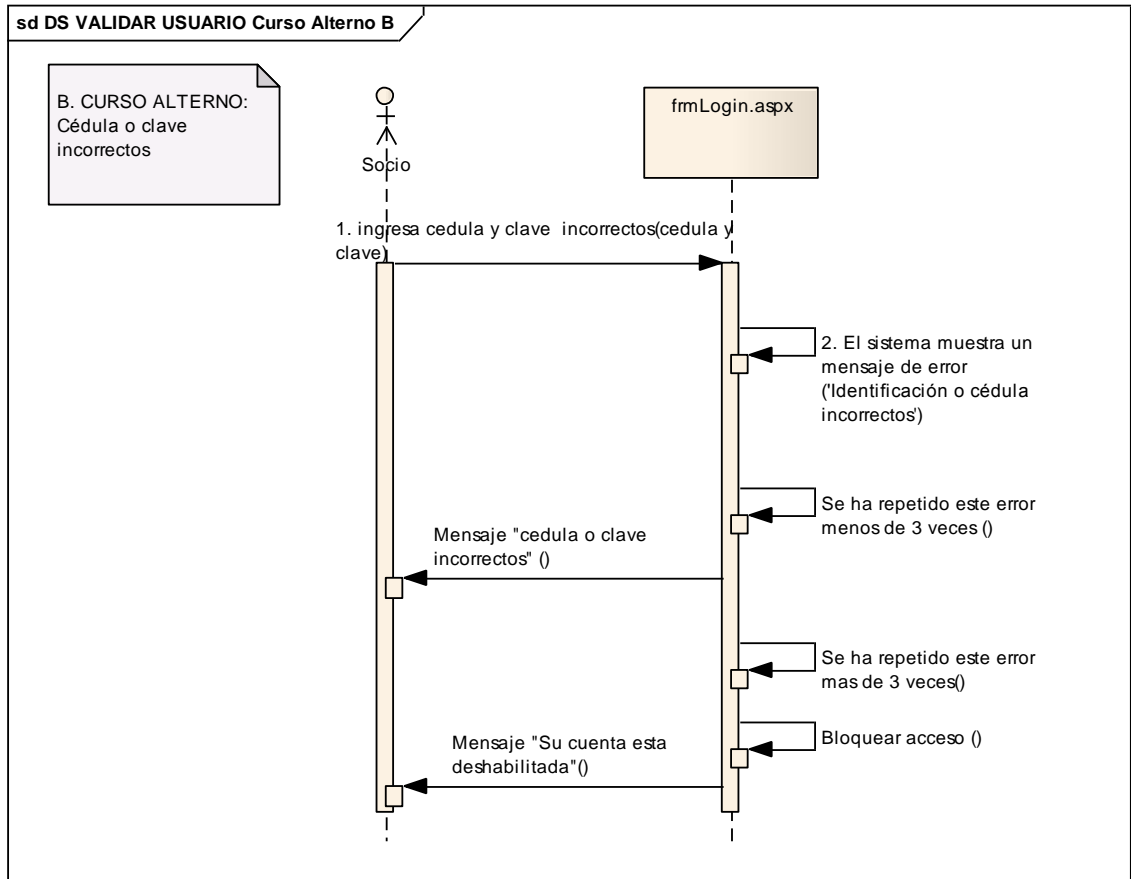 sd DS VALIDAR USUARIO Curso Alterno B
B. CURSO ALTERNO:
Cédula o clave
incorrectos
Socio
frmLogin.aspx
1. ingresa cedula y clave  incorrectos(cedula y
clave)
2. El sistema muestra un
mensaje de error
('Identificación o cédula
incorrectos')
Se ha repetido este error
menos de 3 veces ()
Mensaje "cedula o clave
incorrectos" ()
Se ha repetido este error
mas de 3 veces()
Bloquear acceso ()
Mensaje "Su cuenta esta
deshabilitada"()